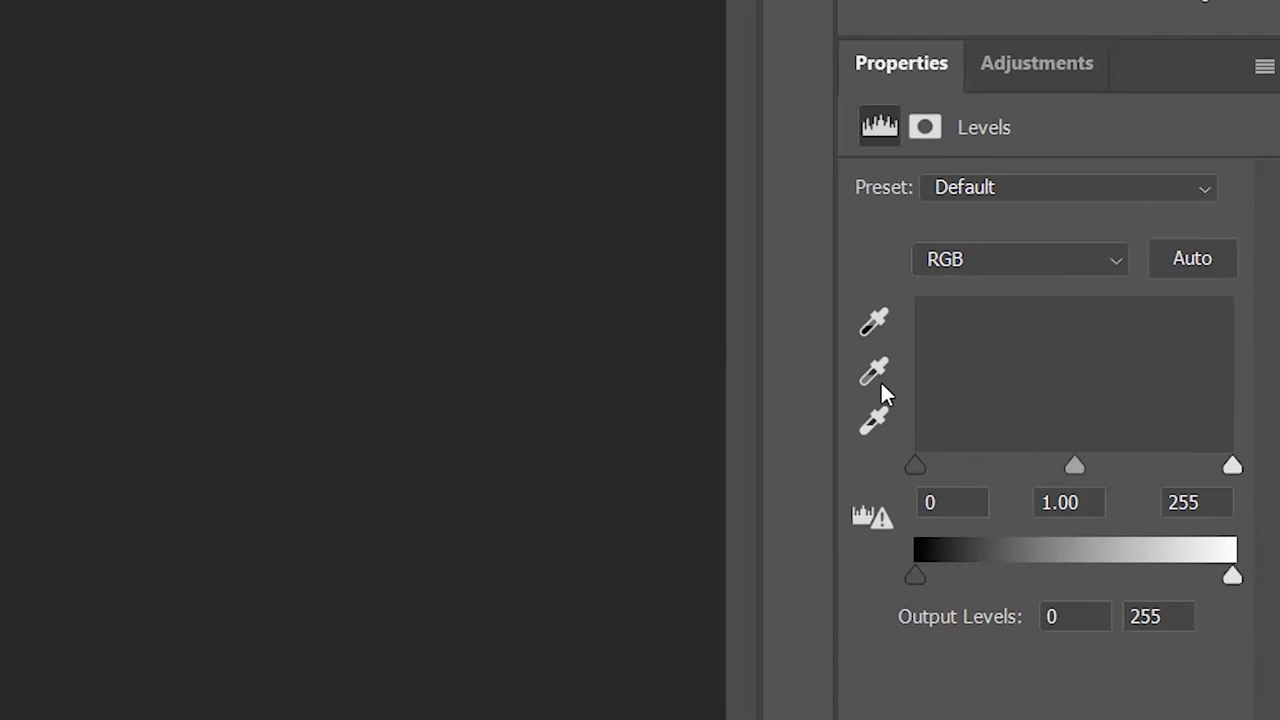 Properties Adjustments
Levels
Preset: Default
RGB Auto
0 1.00 255
Output Levels: 0 255